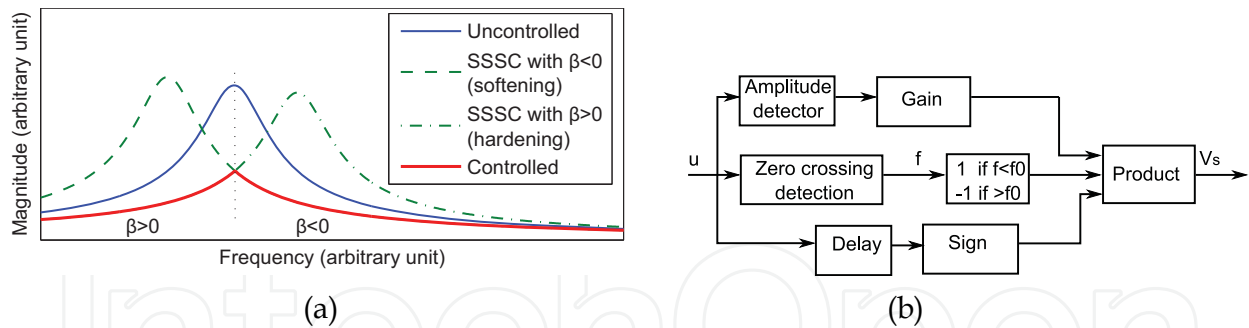 Magnitude (arbitrary unit)
Uncontrolled
SSSC with β<0
(softening)
SSSC with β>0
(hardening)
Controlled
β>0
β<0
Frequency (arbitrary unit)
(a)
u
Amplitude
detector
Gain
Zero crossing
detection
f
1 if f<f0
-1 if >f0
Product
Vs
Delay
Sign
(b)
IntechOpen